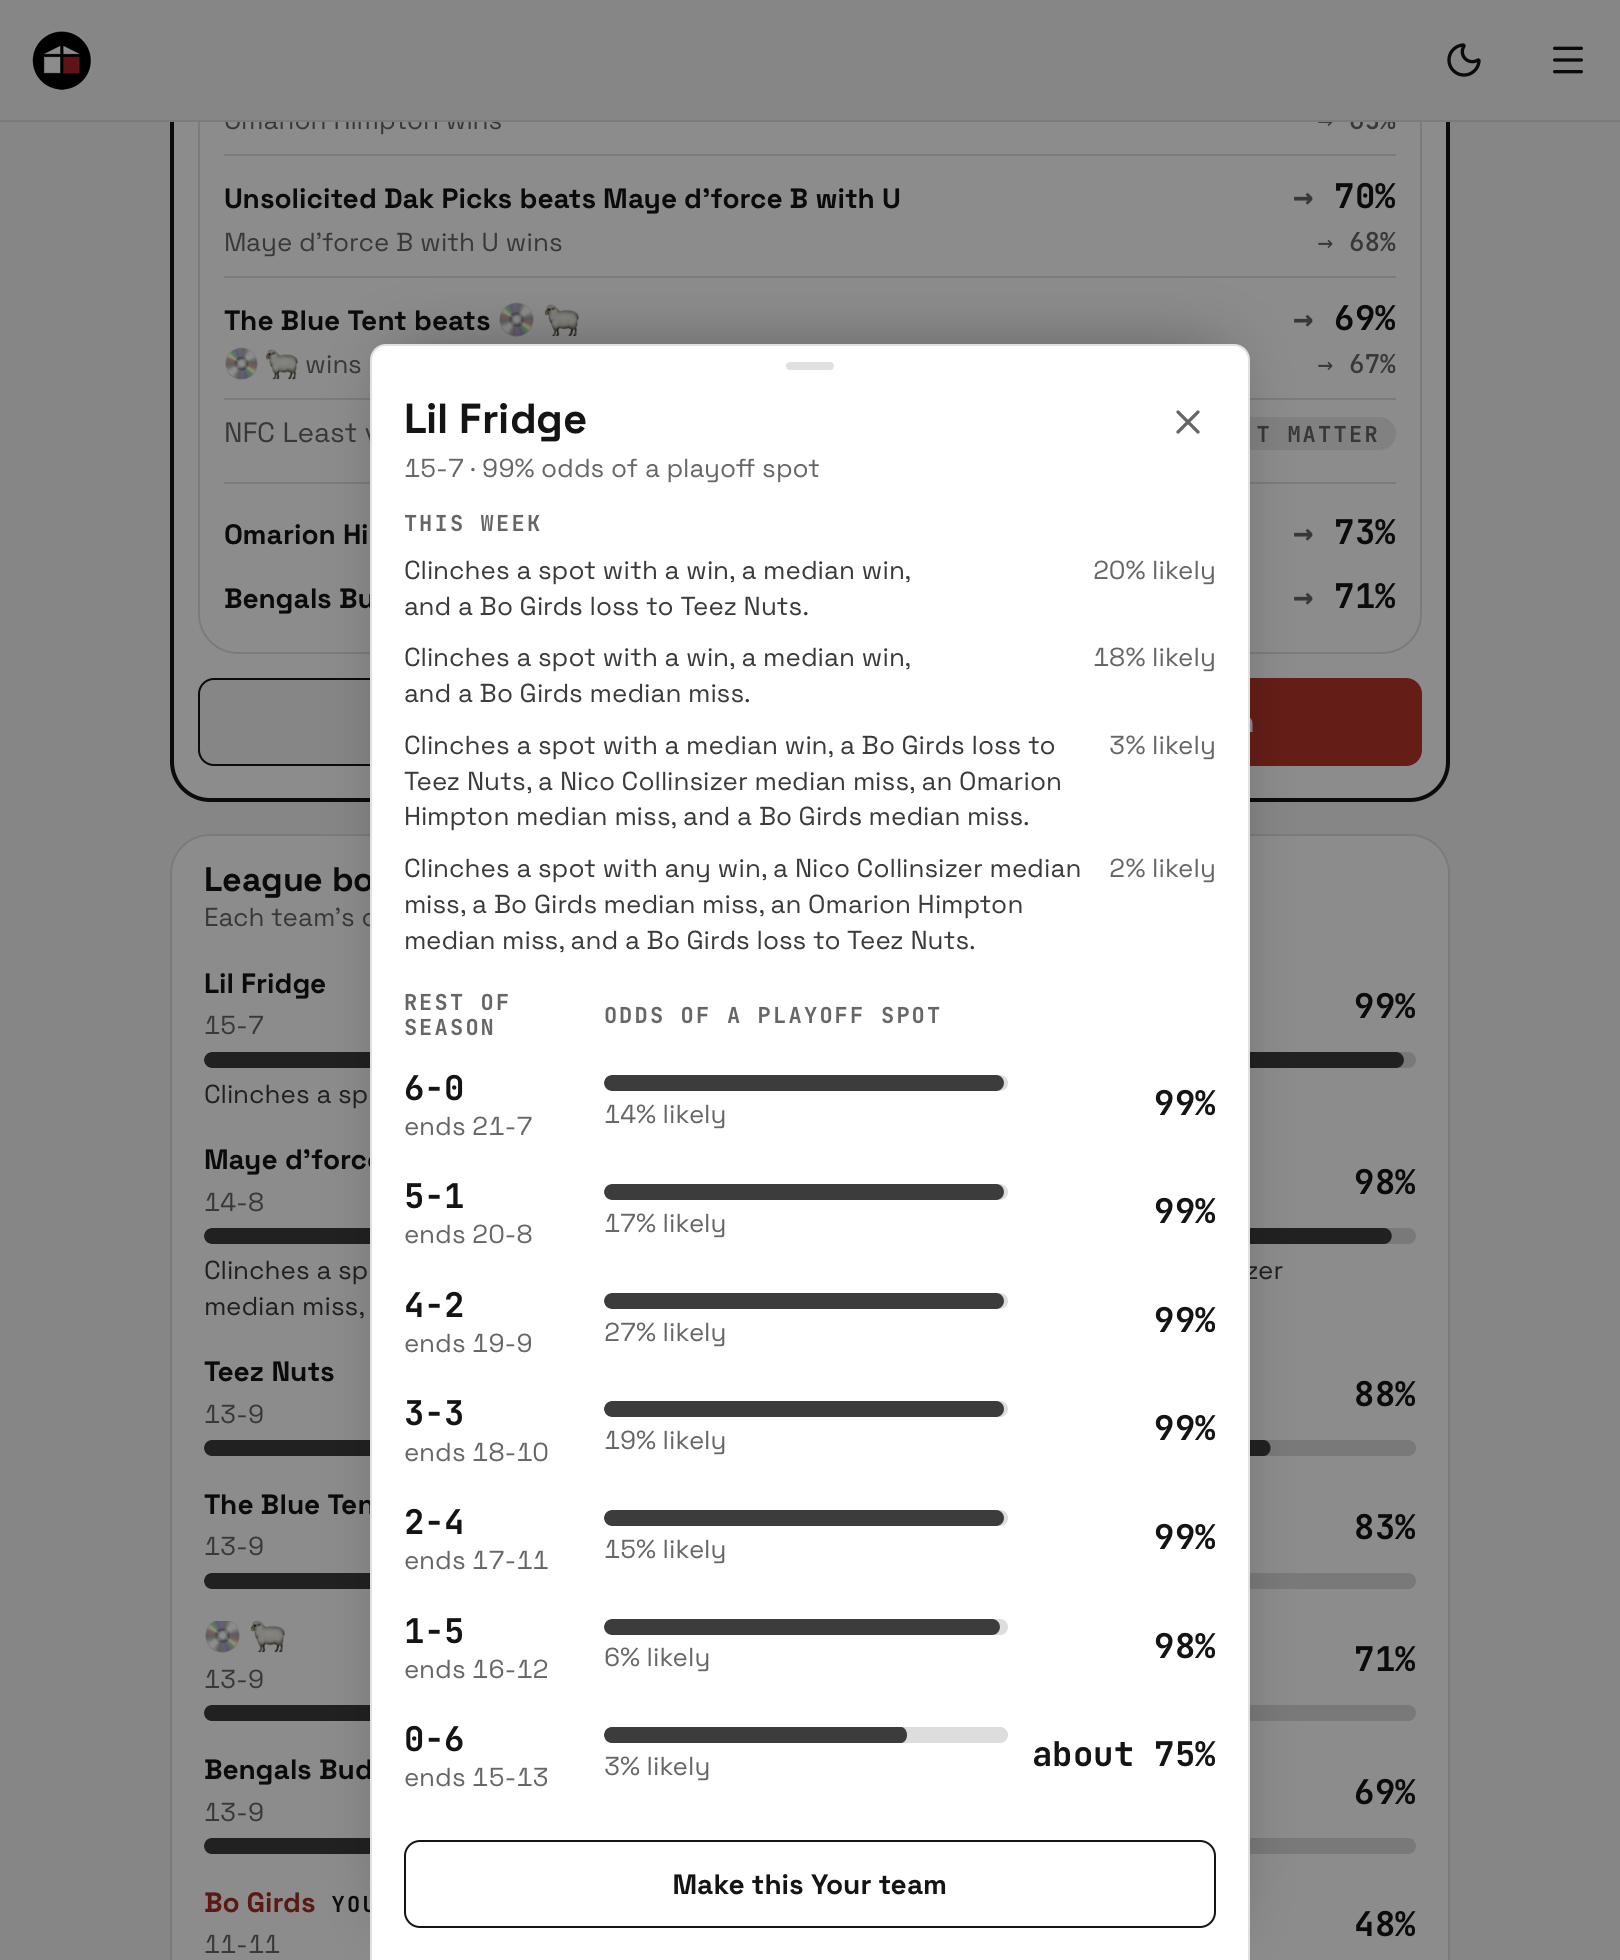 Omarion Himpton wins → 65%
Unsolicited Dak Picks beats Maye d'force B with U → 70%
Maye d'force B with U wins → 68%
The Blue Tent beats 💿 🐑 → 69%
💿 🐑 wins → 67%
NFC Least
T MATTER
Omarion Hi → 73%
Bengals Bu → 71%
Lil Fridge
15-7 · 99% odds of a playoff spot
THIS WEEK
Clinches a spot with a win, a median win, 20% likely
and a Bo Girds loss to Teez Nuts.
Clinches a spot with a win, a median win, 18% likely
and a Bo Girds median miss.
Clinches a spot with a median win, a Bo Girds loss to 3% likely
Teez Nuts, a Nico Collinsizer median miss, an Omarion
Himpton median miss, and a Bo Girds median miss.
Clinches a spot with any win, a Nico Collinsizer median 2% likely
miss, a Bo Girds median miss, an Omarion Himpton
median miss, and a Bo Girds loss to Teez Nuts.
REST OF
SEASON
ODDS OF A PLAYOFF SPOT
6-0
ends 21-7
14% likely
99%
5-1
ends 20-8
17% likely
99%
4-2
ends 19-9
27% likely
99%
3-3
ends 18-10
19% likely
99%
2-4
ends 17-11
15% likely
99%
1-5
ends 16-12
6% likely
98%
0-6
ends 15-13
3% likely
about 75%
Make this Your team
League bo
Each team's
Lil Fridge
15-7
99%
Clinches a sp
Maye d'forc
14-8
98%
Clinches a sp
zer
median miss,
Teez Nuts
13-9
88%
The Blue Ten
13-9
83%
💿 🐑
13-9
71%
Bengals Bud
13-9
69%
Bo Girds YOU
11-11
48%